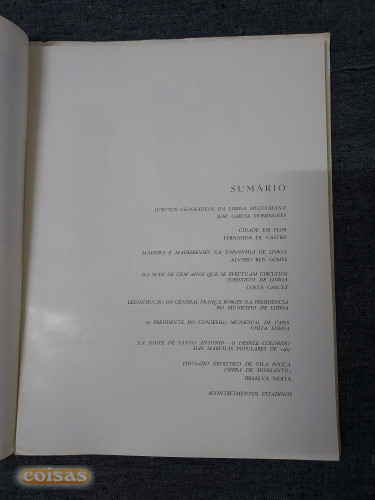 SUMÁRIO
ASPECTOS GEOGRÁFICOS DA LISBOA MUÇULMANA
JOSÉ GARCIA DOMINGUES
CIDADE EM FLOR
FERNANDA DE CASTRO
MADEIRA E MADEIRENSES NA TOPONÍMIA DE LISBOA
ÁLVARO REIS GOMES
HÁ MAIS DE CEM ANOS QUE SE EFECTUAM CIRCUITOS
TURÍSTICOS DE LISBOA
COSTA GARCEZ
RECONDUÇÃO DO GENERAL FRANÇA BORGES NA PRESIDÊNCIA
DO MUNICÍPIO DE LISBOA
O PRESIDENTE DO CONSELHO MUNICIPAL DE PARIS
VISITA LISBOA
NA NOITE DE SANTO ANTÓNIO — O DESFILE COLORIDO
DAS MARCHAS POPULARES DE
POVOADO NEOLÍTICO DE VILA POUCA
(SERRA DE MONSANTO)
IRISALVA MOITA
ACONTECIMENTOS CITADINOS
coisas